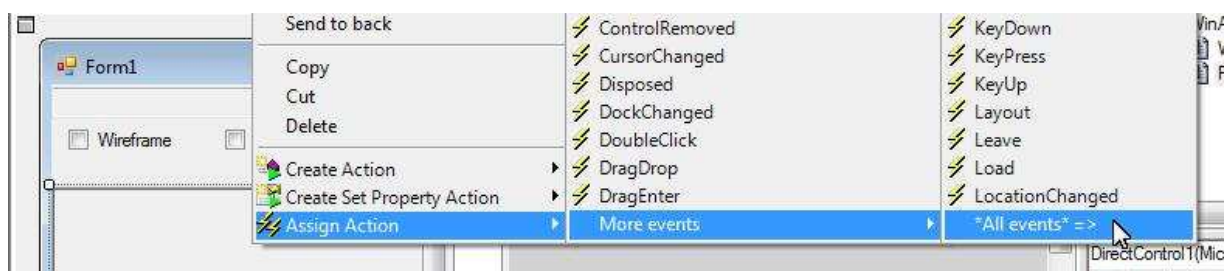 Form1
Wireframe
Send to back
Copy
Cut
Delete
Create Action
Create Set Property Action
Assign Action
ControlRemoved
CursorChanged
Disposed
DockChanged
DoubleClick
DragDrop
DragEnter
More events
KeyDown
KeyPress
KeyUp
Layout
Leave
Load
LocationChanged
*All events* =>
DirectControl1(Mic